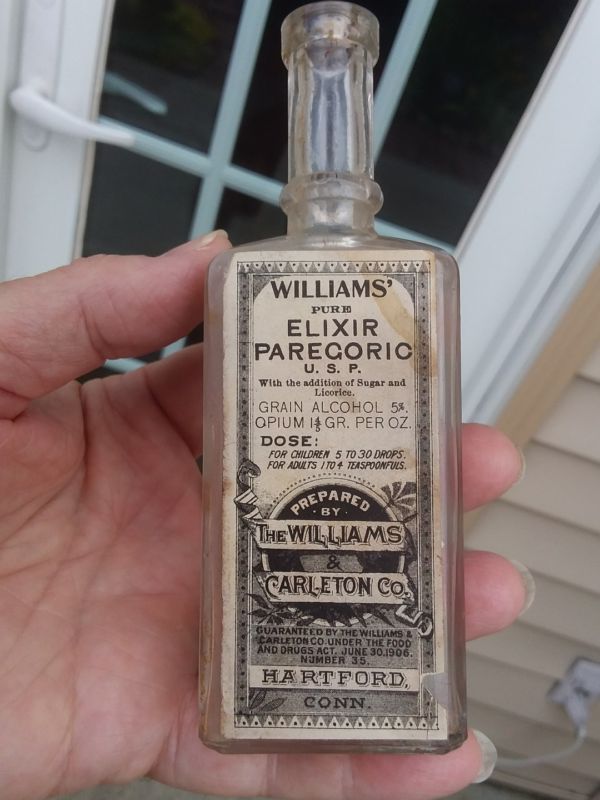 WILLIAMS'
PURE
ELIXIR
PAREGORIC
U. S. P.
With the addition of Sugar and
Licorice.
GRAIN ALCOHOL 5%.
OPIUM 1⅘ GR. PER OZ.
DOSE:
FOR CHILDREN 5 TO 30 DROPS.
FOR ADULTS 1 TO 4 TEASPOONFULS.
PREPARED
· BY ·
THE WILLIAMS
&
CARLETON CO.
GUARANTEED BY THE WILLIAMS &
CARLETON CO. UNDER THE FOOD
AND DRUGS ACT. JUNE 30, 1906.
NUMBER 35.
HARTFORD,
CONN.